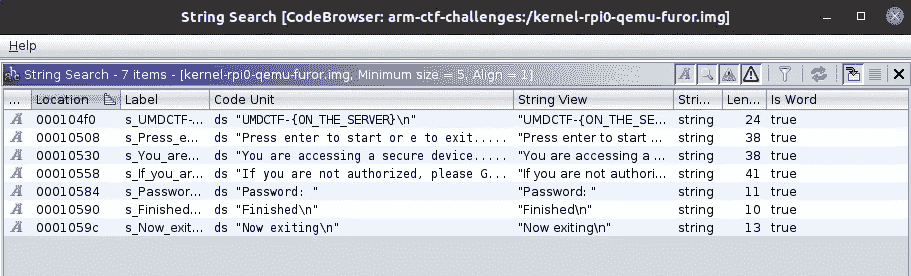 String Search [CodeBrowser: arm-ctf-challenges:/kernel-rpi0-qemu-furor.img]
Help
String Search - 7 items - [kernel-rpi0-qemu-furor.img, Minimum size = 5, Align = 1]
... Location Label Code Unit String View Stri... Len... Is Word
000104f0 s_UMDCTF-... ds "UMDCTF-{ON_THE_SERVER}\n" "UMDCTF-{ON_THE_SE... string 24 true
00010508 s_Press_e... ds "Press enter to start or e to exit..... "Press enter to start ... string 38 true
00010530 s_You_are... ds "You are accessing a secure device..... "You are accessing a ... string 38 true
00010558 s_If_you_ar... ds "If you are not authorized, please G... "If you are not authori... string 41 true
00010584 s_Passwor... ds "Password: " "Password: " string 11 true
00010590 s_Finished... ds "Finished\n" "Finished\n" string 10 true
0001059c s_Now_exit... ds "Now exiting\n" "Now exiting\n" string 13 true